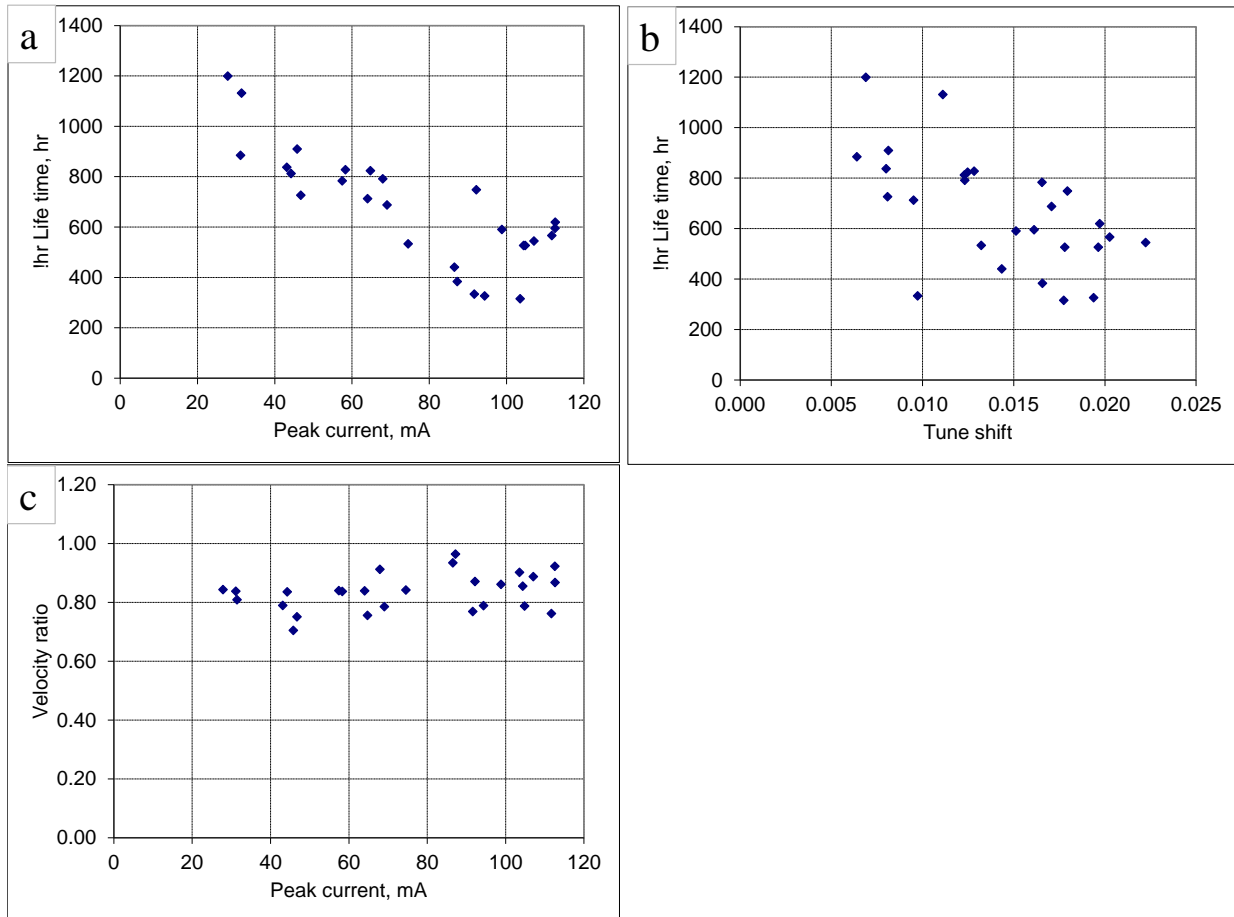 a
1400
1200
1000
800
600
400
200
0
!hr Life time, hr
0 20 40 60 80 100 120
Peak current, mA
b
1400
1200
1000
800
600
400
200
0
!hr Life time, hr
0.000 0.005 0.010 0.015 0.020 0.025
Tune shift
c
1.20
1.00
0.80
0.60
0.40
0.20
0.00
Velocity ratio
0 20 40 60 80 100 120
Peak current, mA